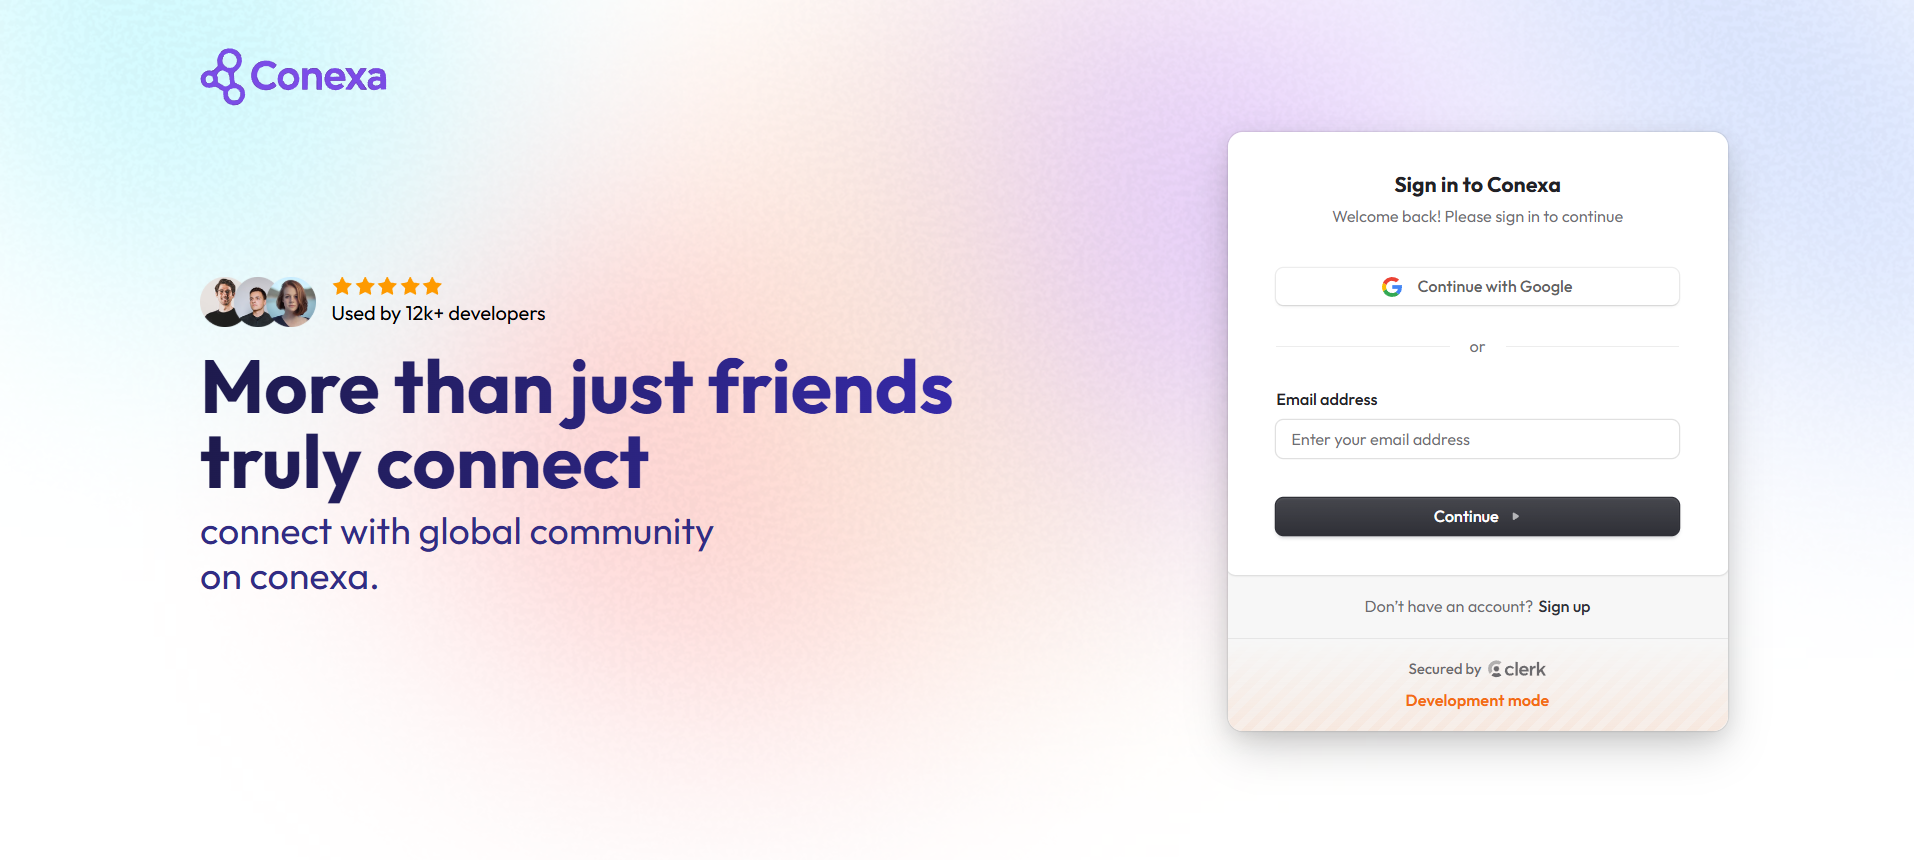 Conexa
Used by 12k+ developers
More than just friends
truly connect
connect with global community
on conexa.
Sign in to Conexa
Welcome back! Please sign in to continue
Continue with Google
or
Email address
Enter your email address
Continue
Don’t have an account? Sign up
Secured by clerk
Development mode